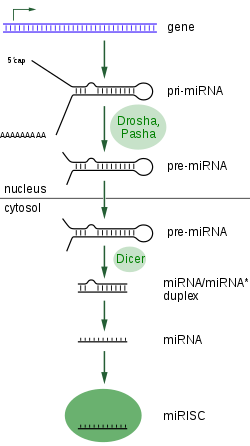 gene
5'cap
pri-miRNA
Drosha,
Pasha
AAAAAAAAA
pre-miRNA
nucleus
cytosol
pre-miRNA
Dicer
miRNA/miRNA*
duplex
miRNA
miRISC